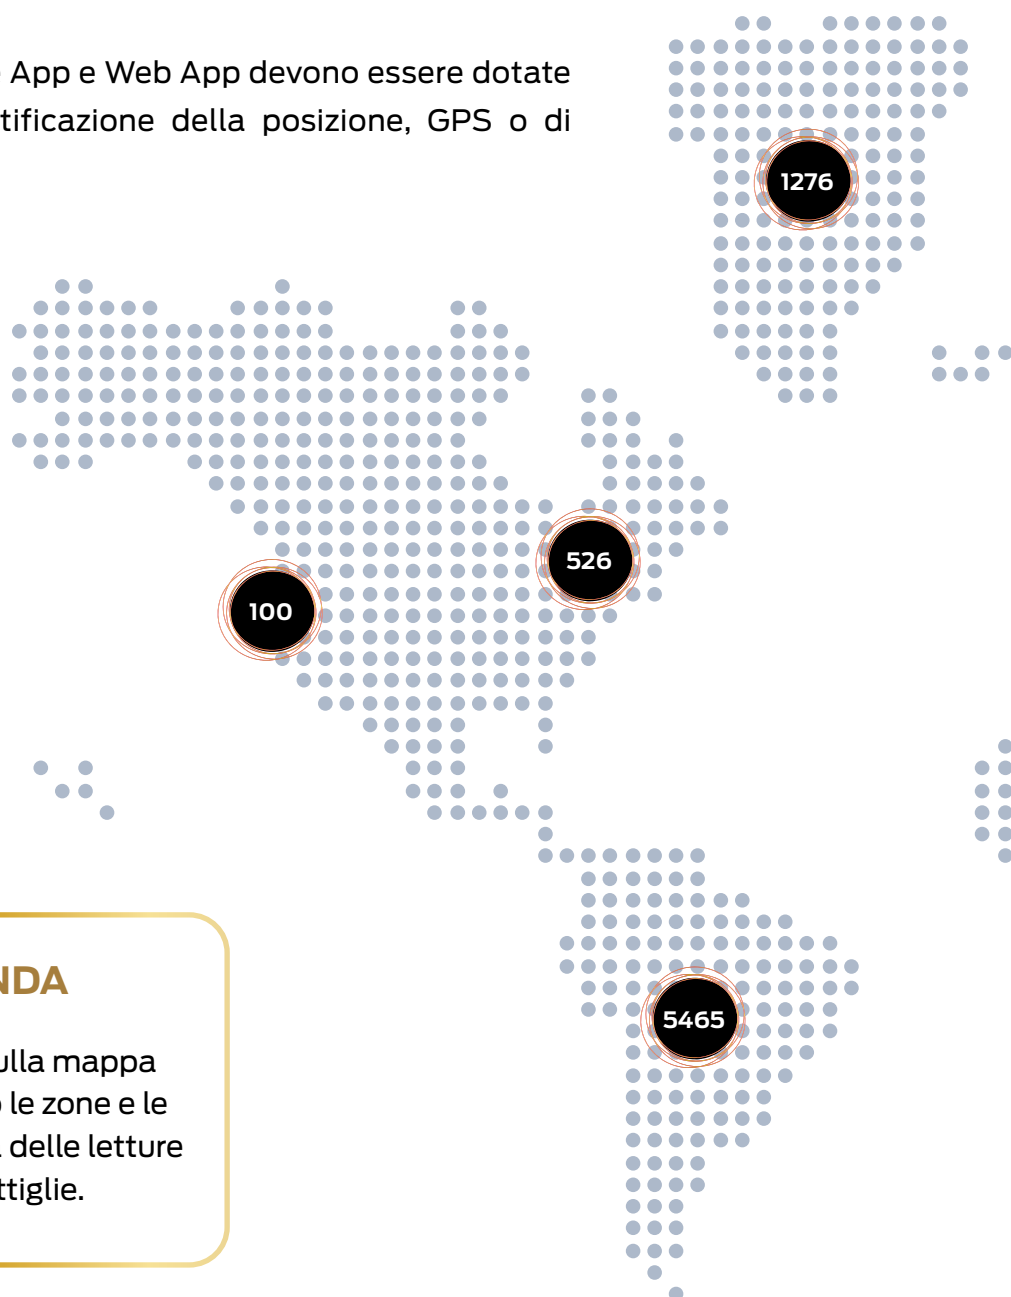 App e Web App devono essere dotate
tificazione della posizione, GPS o di
1276
526
100
5465
NDA
ulla mappa
le zone e le
delle letture
ttiglie.